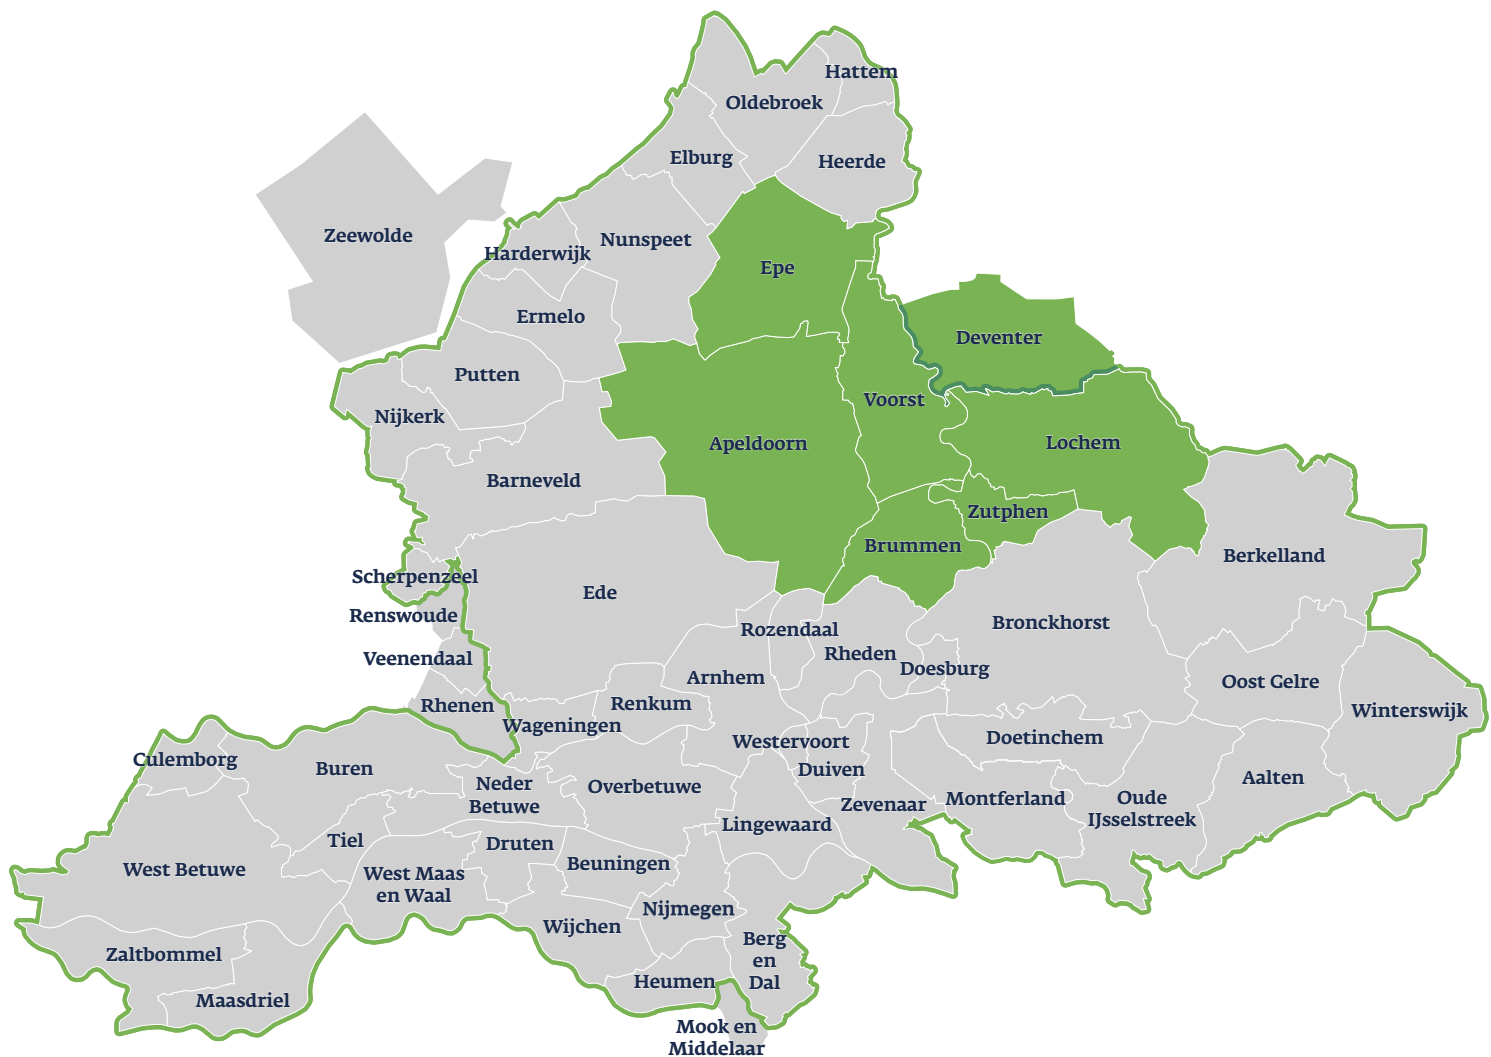 Hattem
Oldebroek
Elburg
Heerde
Zeewolde
Nunspeet
Harderwijk
Epe
Ermelo
Deventer
Putten
Voorst
Nijkerk
Apeldoorn
Lochem
Barneveld
Zutphen
Brummen
Berkelland
Scherpenzeel
Ede
Renswoude
Bronckhorst
Rozendaal
Rheden
Veenendaal
Doesburg
Arnhem
Oost Gelre
Rhenen
Renkum
Winterswijk
Wageningen
Westervoort
Doetinchem
Culemborg
Buren
Duiven
Aalten
Neder
Betuwe
Overbetuwe
Zevenaar
Montferland
Oude
IJsselstreek
Lingewaard
Tiel
Druten
Beuningen
West Betuwe
West Maas
en Waal
Nijmegen
Wijchen
Berg
en
Dal
Zaltbommel
Heumen
Maasdriel
Mook en
Middelaar